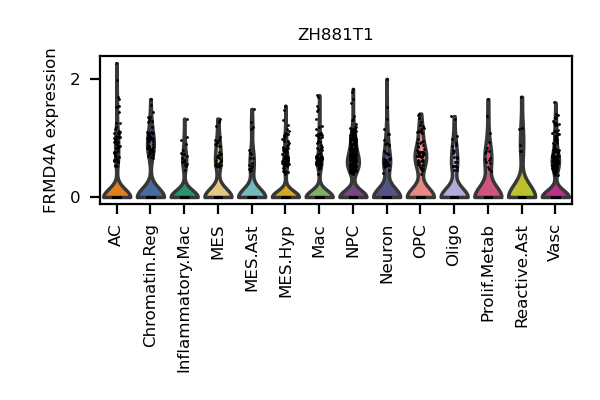 ZH881T1
FRMD4A expression
2
0
AC
Chromatin.Reg
Inflammatory.Mac
MES
MES.Ast
MES.Hyp
Mac
NPC
Neuron
OPC
Oligo
Prolif.Metab
Reactive.Ast
Vasc